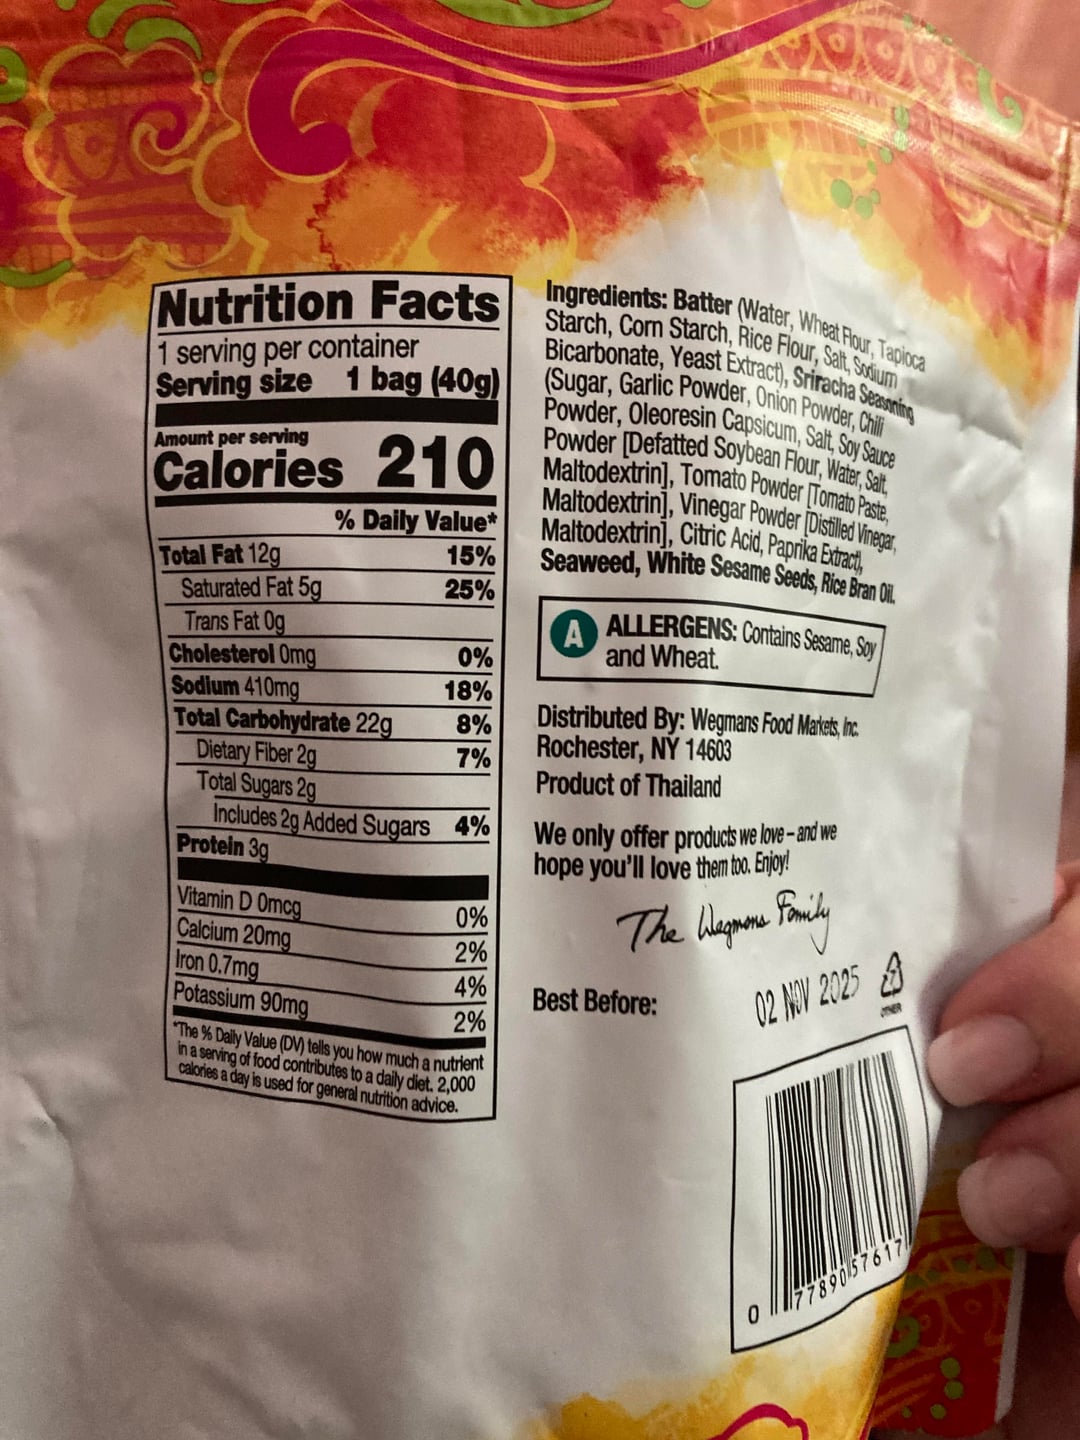 Nutrition Facts
1 serving per container
Serving size 1 bag (40g)
Amount per serving
Calories 210
% Daily Value*
Total Fat 12g 15%
Saturated Fat 5g 25%
Trans Fat 0g
Cholesterol 0mg 0%
Sodium 410mg 18%
Total Carbohydrate 22g 8%
Dietary Fiber 2g 7%
Total Sugars 2g
Includes 2g Added Sugars 4%
Protein 3g
Vitamin D 0mcg 0%
Calcium 20mg 2%
Iron 0.7mg 4%
Potassium 90mg 2%
*The % Daily Value (DV) tells you how much a nutrient
in a serving of food contributes to a daily diet. 2,000
calories a day is used for general nutrition advice.
Ingredients: Batter (Water, Wheat Flour, Tapioca
Starch, Corn Starch, Rice Flour, Salt, Sodium
Bicarbonate, Yeast Extract), Sriracha Seasoning
(Sugar, Garlic Powder, Onion Powder, Chili
Powder, Oleoresin Capsicum, Salt, Soy Sauce
Powder [Defatted Soybean Flour, Water, Salt,
Maltodextrin], Tomato Powder [Tomato Paste,
Maltodextrin], Vinegar Powder [Distilled Vinegar,
Maltodextrin], Citric Acid, Paprika Extract),
Seaweed, White Sesame Seeds, Rice Bran Oil.
A ALLERGENS: Contains Sesame, Soy
and Wheat.
Distributed By: Wegmans Food Markets, Inc.
Rochester, NY 14603
Product of Thailand
We only offer products we love – and we
hope you'll love them too. Enjoy!
The Wegmans Family
Best Before: 02 NOV 2025
7
OTHER
0 77890 57617